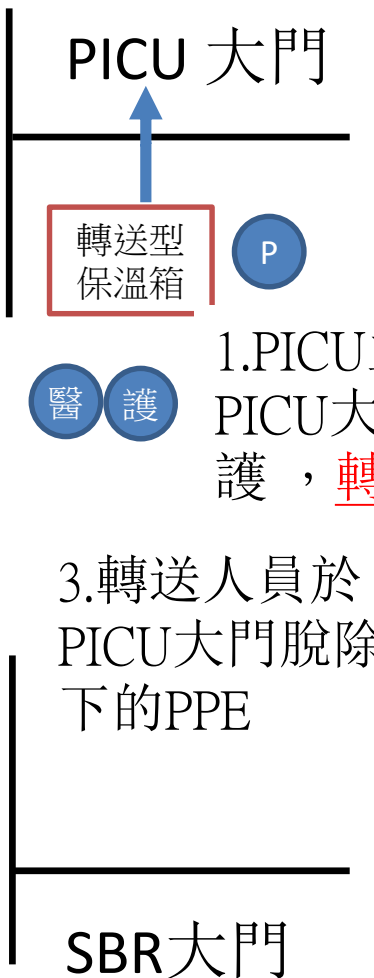 PICU 大門
轉送型
保溫箱
P
醫 護
1.PICU
PICU大
護 ，轉
3.轉送人員於
PICU大門脫除
下的PPE
SBR大門